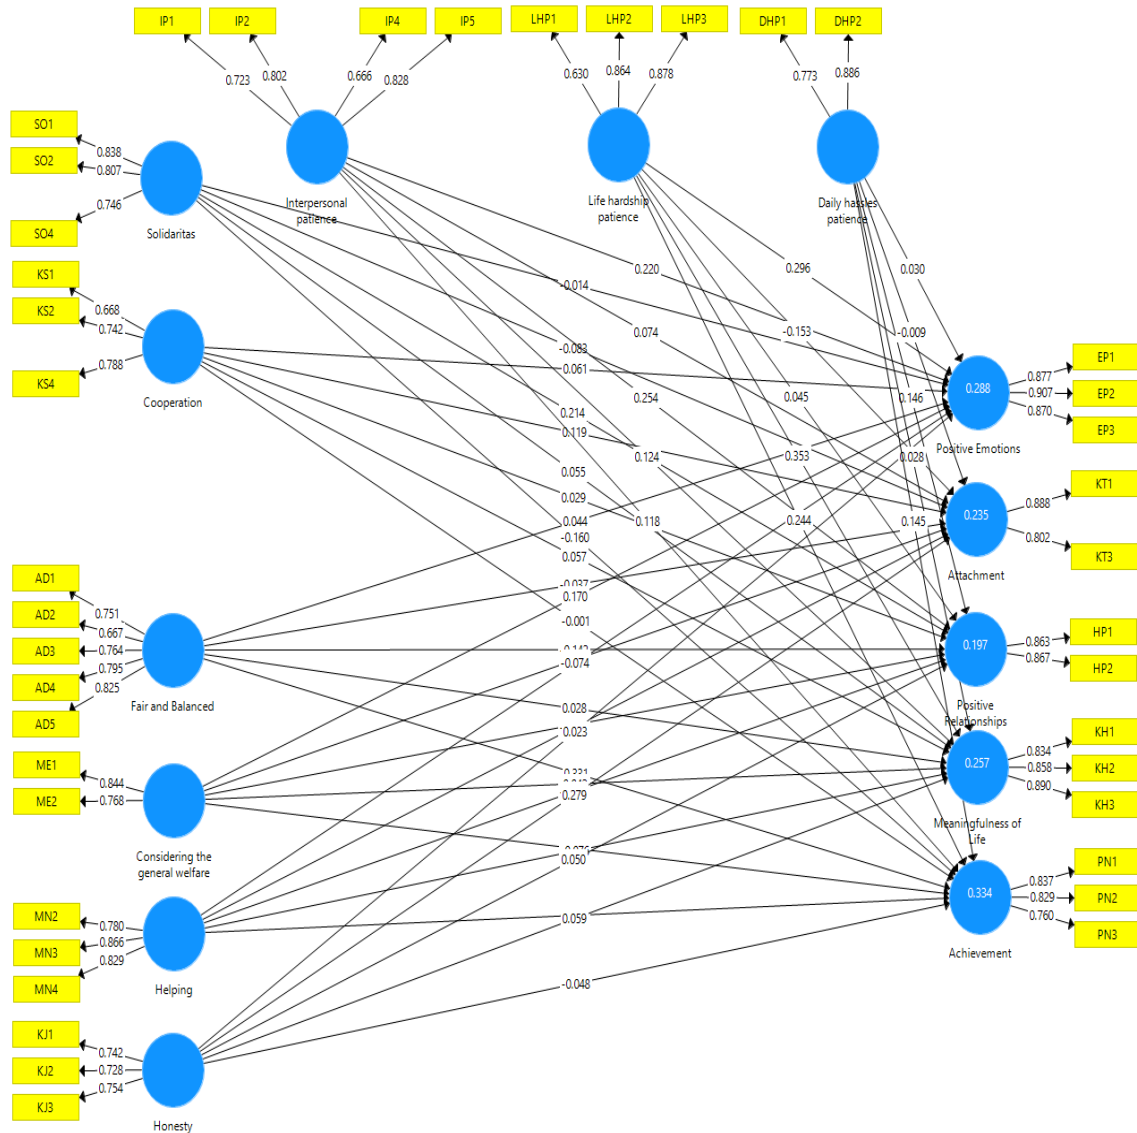 IP1
IP2
IP4
IP5
LHP1
LHP2
LHP3
DHP1
DHP2
0.723
0.802
0.666
0.828
0.630
0.864
0.878
0.773
0.886
SO1
SO2
SO4
0.838
0.807
0.746
Solidaritas
Interpersonal
patience
Life hardship
patience
Daily hassles
patience
KS1
KS2
KS4
0.668
0.742
0.788
Cooperation
0.220
-0.014
0.296
0.030
0.074
-0.083
0.061
-0.153
-0.009
0.254
0.045
0.146
0.214
0.119
0.124
0.353
0.028
0.055
0.029
0.044
0.118
0.244
0.145
-0.160
0.057
-0.037
0.170
-0.001
-0.074
0.028
0.023
0.279
0.050
0.059
-0.048
0.288
Positive Emotions
EP1
EP2
EP3
0.877
0.907
0.870
0.235
Attachment
KT1
KT3
0.888
0.802
0.197
Positive
Relationships
HP1
HP2
0.863
0.867
0.257
Meaningfulness of
Life
KH1
KH2
KH3
0.834
0.858
0.890
0.334
Achievement
PN1
PN2
PN3
0.837
0.829
0.760
AD1
AD2
AD3
AD4
AD5
0.751
0.667
0.764
0.795
0.825
Fair and Balanced
ME1
ME2
0.844
0.768
Considering the
general welfare
MN2
MN3
MN4
0.780
0.866
0.829
Helping
KJ1
KJ2
KJ3
0.742
0.728
0.754
Honesty